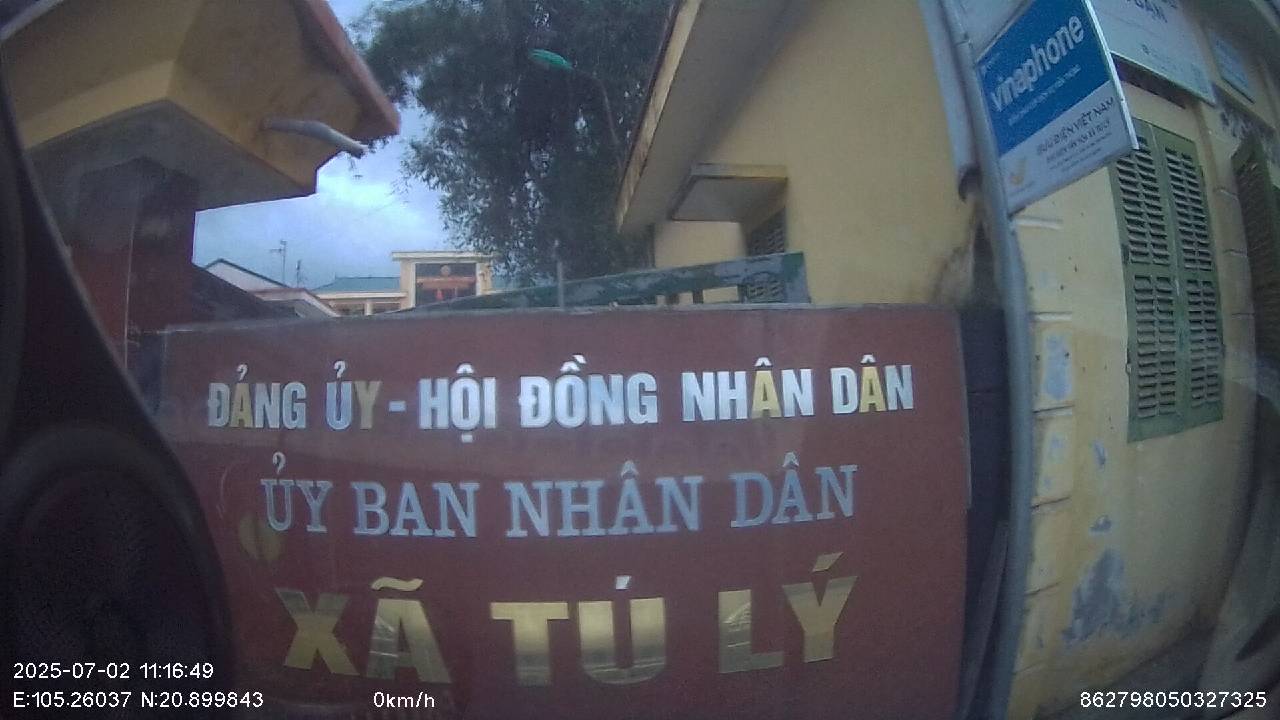 vinaphone
BƯU ĐIỆN VIỆT NAM
ĐẢNG ỦY - HỘI ĐỒNG NHÂN DÂN
ỦY BAN NHÂN DÂN
XÃ TÚ LÝ
2025-07-02 11:16:49
E:105.26037 N:20.899843 0km/h
862798050327325